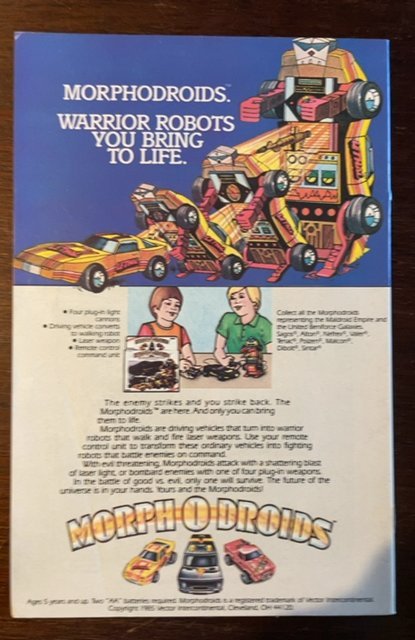 MORPHODROIDS.™
WARRIOR ROBOTS
YOU BRING
TO LIFE.
• Four plug-in light
cannons
• Driving vehicle converts
to walking robot
• Laser weapon
• Remote control
command unit
Collect all the Morphodroids
representing the Maldroid Empire and
the United Beniforce Galaxies.
The enemy strikes and you strike back. The
Morphodroids™ are here. And only you can bring
them to life.
Morphodroids are driving vehicles that turn into warrior
robots that walk and fire laser weapons. Use your remote
control unit to transform these ordinary vehicles into fighting
robots that battle enemies on command.
With evil threatening, Morphodroids attack with a shattering blast
of laser light, or bombard enemies with one of four plug-in weapons.
In the battle of good vs. evil, only one will survive. The future of the
universe is in your hands. Yours and the Morphodroids!
MORPH-O-DROIDS™
Ages 5 years and up. Two "AA" batteries required. Morphodroids is a registered trademark of Vector Intercontinental.
Copyright 1985 Vector Intercontinental, Cleveland, OH 44120